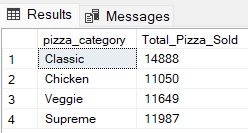 Results Messages
pizza_category Total_Pizza_Sold
1 Classic 14888
2 Chicken 11050
3 Veggie 11649
4 Supreme 11987